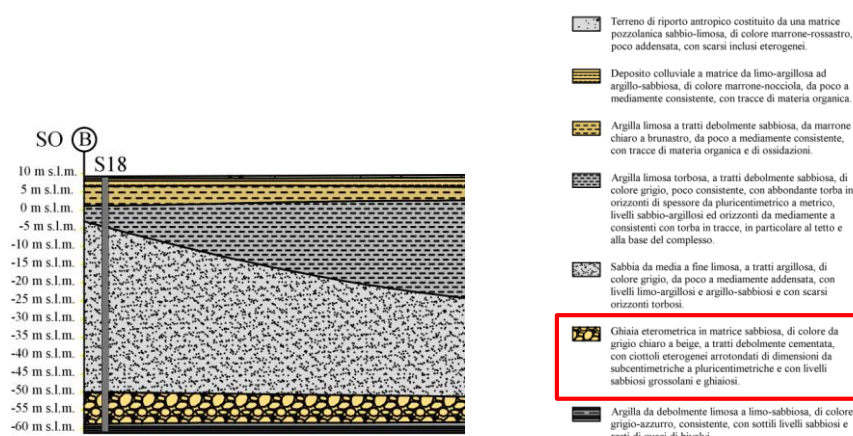 SO B
S18
10 m s.l.m.
5 m s.l.m.
0 m s.l.m.
-5 m s.l.m.
-10 m s.l.m.
-15 m s.l.m.
-20 m s.l.m.
-25 m s.l.m.
-30 m s.l.m.
-35 m s.l.m.
-40 m s.l.m.
-45 m s.l.m.
-50 m s.l.m.
-55 m s.l.m.
-60 m s.l.m.
Terreno di riporto antropico costituito da una matrice
pozzolanica sabbio-limosa, di colore marrone-rossastro,
poco addensata, con scarsi inclusi eterogenei.
Deposito colluviale a matrice da limo-argillosa ad
argillo-sabbiosa, di colore marrone-nocciola, da poco a
mediamente consistente, con tracce di materia organica.
Argilla limosa a tratti debolmente sabbiosa, da marrone
chiaro a brunastro, da poco a mediamente consistente,
con tracce di materia organica e di ossidazioni.
Argilla limosa torbosa, a tratti debolmente sabbiosa, di
colore grigio, poco consistente, con abbondante torba in
orizzonti di spessore da pluricentimetrico a metrico,
livelli sabbio-argillosi ed orizzonti da mediamente a
consistenti con torba in tracce, in particolare al tetto e
alla base del complesso.
Sabbia da media a fine limosa, a tratti argillosa, di
colore grigio, da poco a mediamente addensata, con
livelli limo-argillosi e argillo-sabbiosi e con scarsi
orizzonti torbosi.
Ghiaia eterometrica in matrice sabbiosa, di colore da
grigio chiaro a beige, a tratti debolmente cementata,
con ciottoli eterogenei arrotondati di dimensioni da
subcentimetriche a pluricentimetriche e con livelli
sabbiosi grossolani e ghiaiosi.
Argilla da debolmente limosa a limo-sabbiosa, di colore
grigio-azzurro, consistente, con sottili livelli sabbiosi e